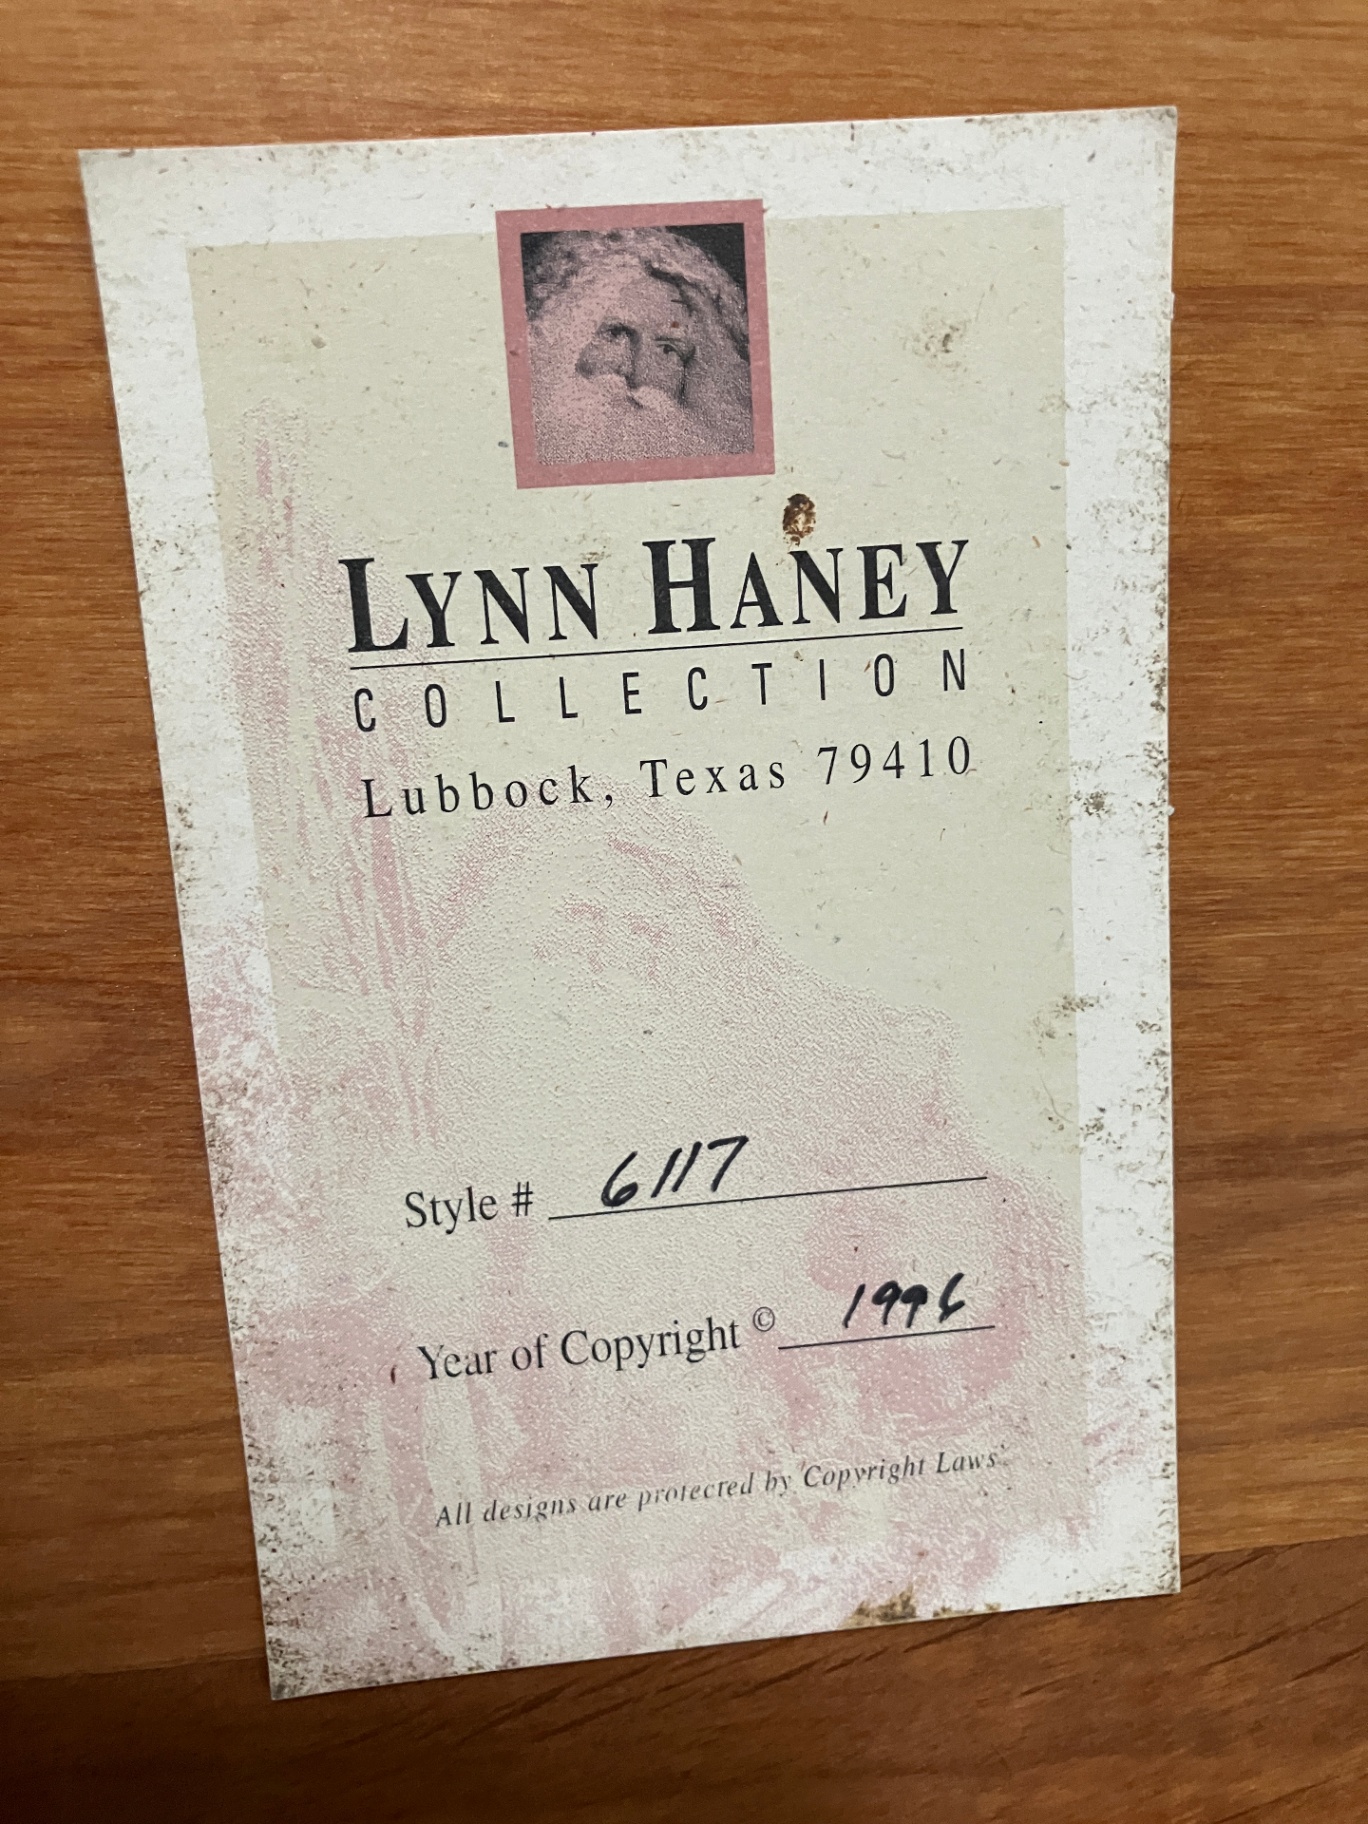 LYNN HANEY
COLLECTION
Lubbock, Texas 79410
Style # 6117
Year of Copyright © 1996
All designs are protected by Copyright Laws.